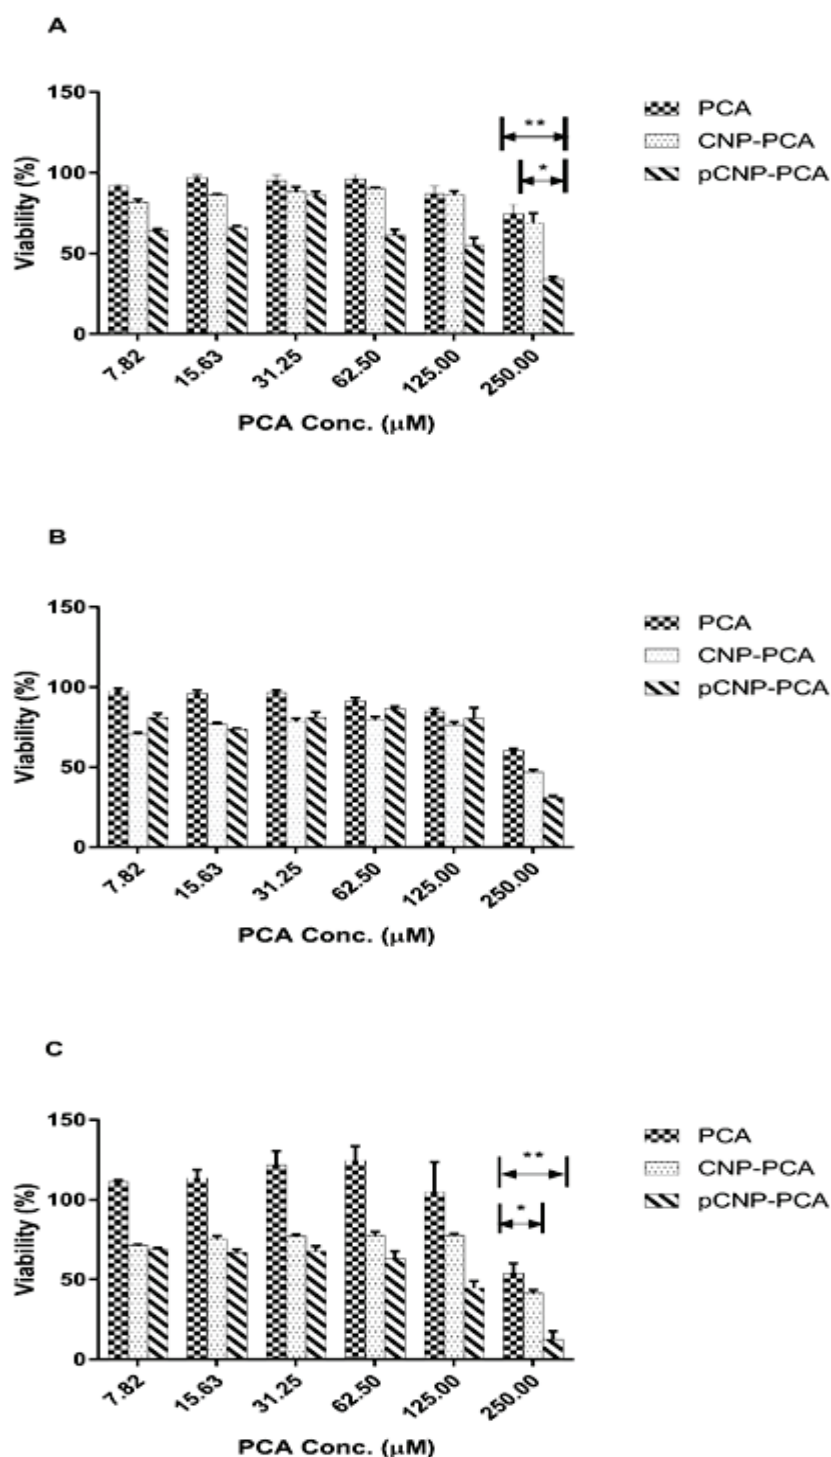 A
Viability (%)
150
100
50
0
7.82
15.63
31.25
62.50
125.00
250.00
PCA Conc. (μM)
**
*
PCA
CNP-PCA
pCNP-PCA
B
Viability (%)
150
100
50
0
7.82
15.63
31.25
62.50
125.00
250.00
PCA Conc. (μM)
PCA
CNP-PCA
pCNP-PCA
C
Viability (%)
150
100
50
0
7.82
15.63
31.25
62.50
125.00
250.00
PCA Conc. (μM)
**
*
PCA
CNP-PCA
pCNP-PCA